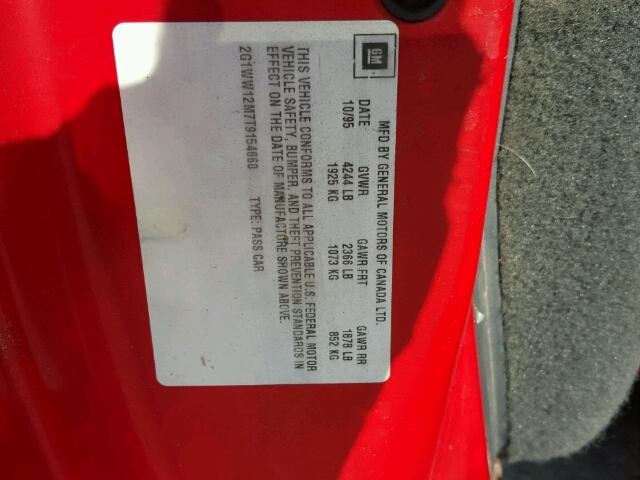 GM
MFD BY GENERAL MOTORS OF CANADA LTD.
DATE GVWR GAWR FRT GAWR RR
10/95 4244 LB 2366 LB 1878 LB
1925 KG 1073 KG 852 KG
THIS VEHICLE CONFORMS TO ALL APPLICABLE U.S. FEDERAL MOTOR
VEHICLE SAFETY, BUMPER, AND THEFT PREVENTION STANDARDS IN
EFFECT ON THE DATE OF MANUFACTURE SHOWN ABOVE.
2G1WW12M7T9154660 TYPE: PASS CAR